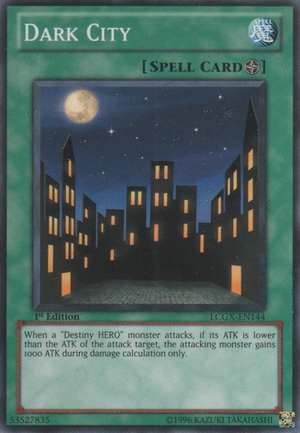 DARK CITY
魔
[SPELL CARD]
LCGX-EN144
1st Edition
When a "Destiny HERO" monster attacks, if its ATK is lower
than the ATK of the attack target, the attacking monster gains
1000 ATK during damage calculation only.
53527835
©1996 KAZUKI TAKAHASHI